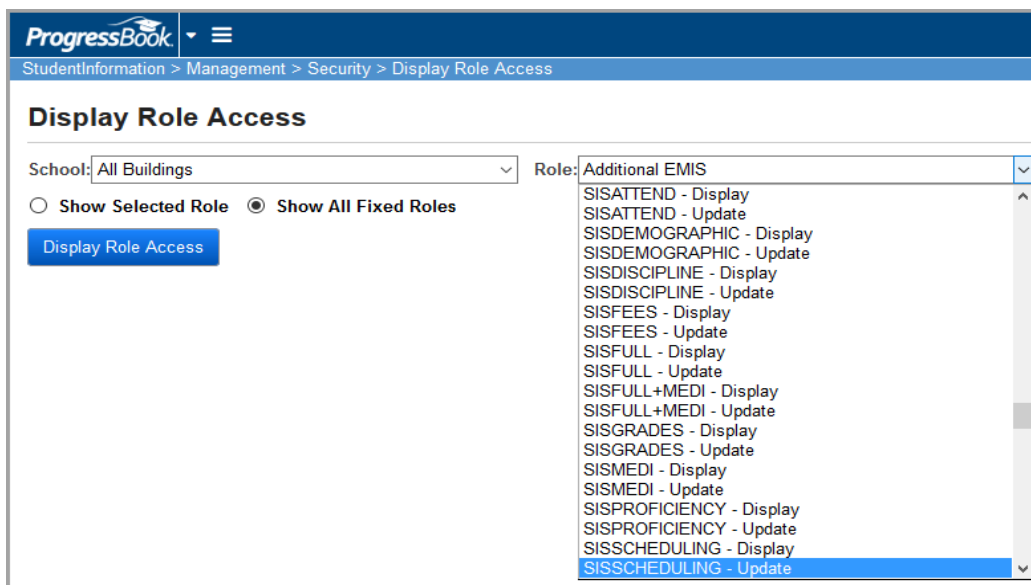 ProgressBook
StudentInformation > Management > Security > Display Role Access
Display Role Access
School: All Buildings Role: Additional EMIS
Show Selected Role Show All Fixed Roles
Display Role Access
SISATTEND - Display
SISATTEND - Update
SISDEMOGRAPHIC - Display
SISDEMOGRAPHIC - Update
SISDISCIPLINE - Display
SISDISCIPLINE - Update
SISFEES - Display
SISFEES - Update
SISFULL - Display
SISFULL - Update
SISFULL+MEDI - Display
SISFULL+MEDI - Update
SISGRADES - Display
SISGRADES - Update
SISMEDI - Display
SISMEDI - Update
SISPROFICIENCY - Display
SISPROFICIENCY - Update
SISSCHEDULING - Display
SISSCHEDULING - Update